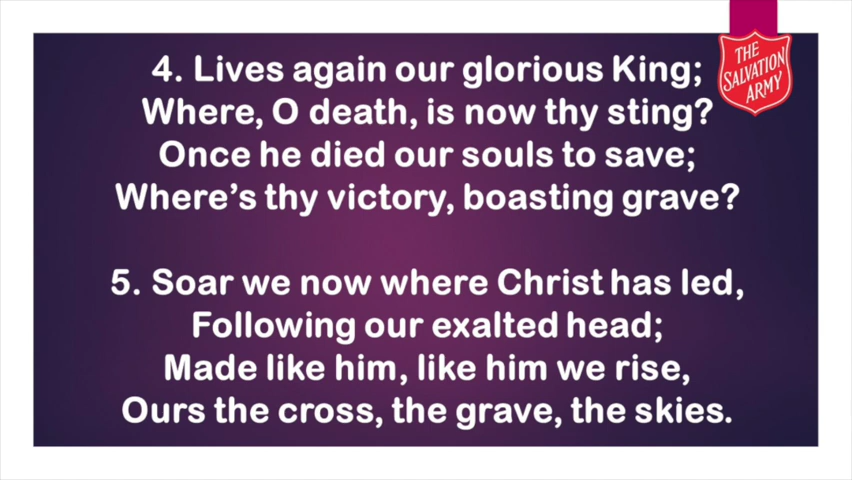 4. Lives again our glorious King;
Where, O death, is now thy sting?
Once he died our souls to save;
Where's thy victory, boasting grave?
5. Soar we now where Christ has led,
Following our exalted head;
Made like him, like him we rise,
Ours the cross, the grave, the skies.
THE
SALVATION
ARMY